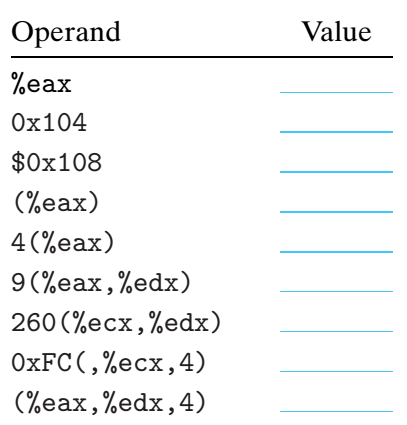 Operand Value
%eax
0x104
$0x108
(%eax)
4(%eax)
9(%eax,%edx)
260(%ecx,%edx)
0xFC(,%ecx,4)
(%eax,%edx,4)